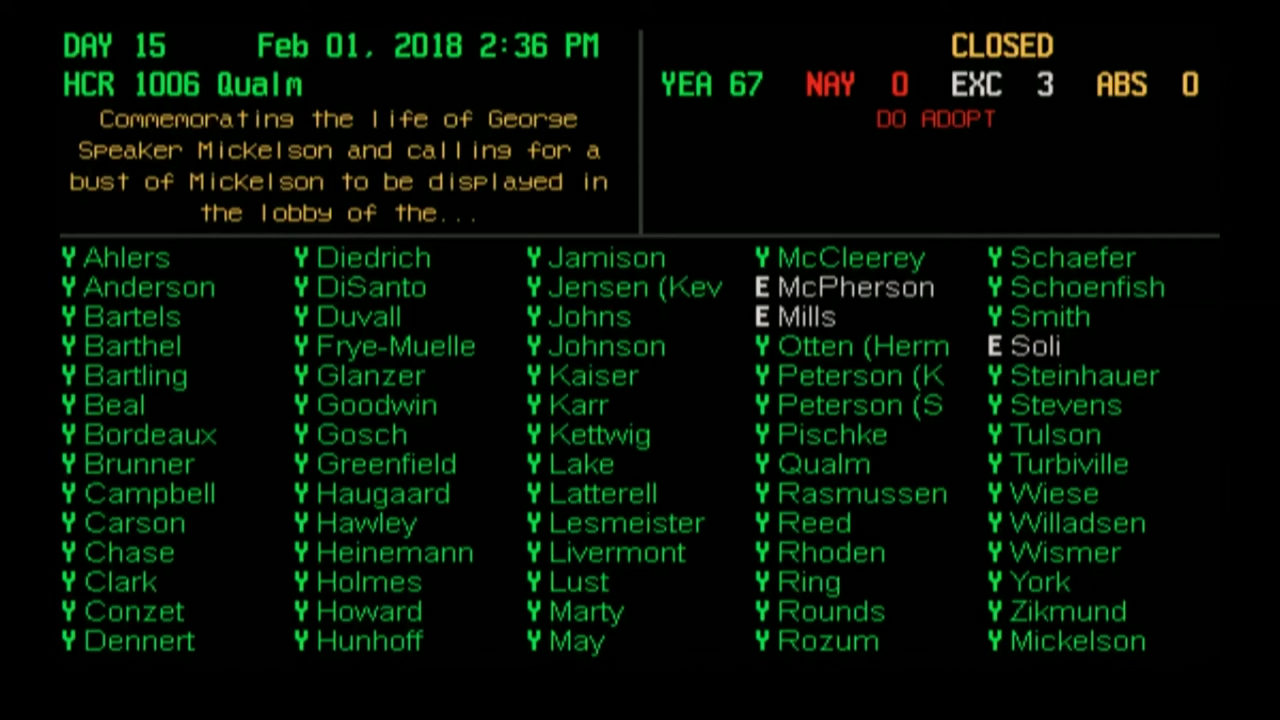 DAY 15 Feb 01, 2018 2:36 PM
HCR 1006 Qualm
Commemorating the life of George
Speaker Mickelson and calling for a
bust of Mickelson to be displayed in
the lobby of the...
CLOSED
YEA 67 NAY 0 EXC 3 ABS 0
DO ADOPT
Y Ahlers
Y Anderson
Y Bartels
Y Barthel
Y Bartling
Y Beal
Y Bordeaux
Y Brunner
Y Campbell
Y Carson
Y Chase
Y Clark
Y Conzet
Y Dennert
Y Diedrich
Y DiSanto
Y Duvall
Y Frye-Muelle
Y Glanzer
Y Goodwin
Y Gosch
Y Greenfield
Y Haugaard
Y Hawley
Y Heinemann
Y Holmes
Y Howard
Y Hunhoff
Y Jamison
Y Jensen (Kev
Y Johns
Y Johnson
Y Kaiser
Y Karr
Y Kettwig
Y Lake
Y Latterell
Y Lesmeister
Y Livermont
Y Lust
Y Marty
Y May
Y McCleerey
E McPherson
E Mills
Y Otten (Herm
Y Peterson (K
Y Peterson (S
Y Pischke
Y Qualm
Y Rasmussen
Y Reed
Y Rhoden
Y Ring
Y Rounds
Y Rozum
Y Schaefer
Y Schoenfish
Y Smith
E Soli
Y Steinhauer
Y Stevens
Y Tulson
Y Turbiville
Y Wiese
Y Willadsen
Y Wismer
Y York
Y Zikmund
Y Mickelson